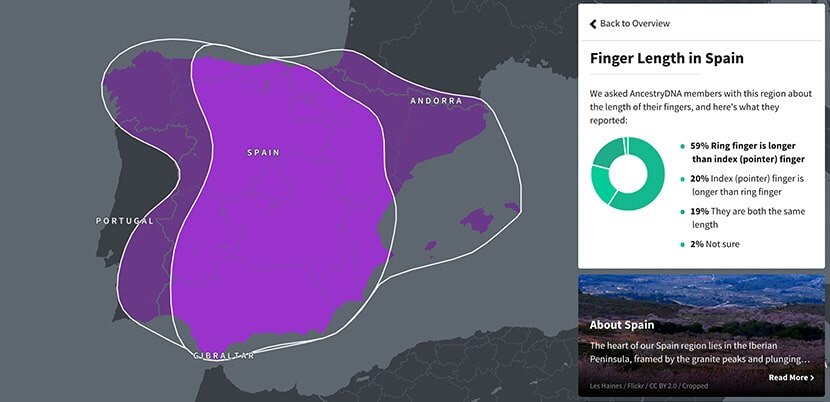 ANDORRA
SPAIN
PORTUGAL
GIBRALTAR
Back to Overview
Finger Length in Spain
We asked AncestryDNA members with this region about
the length of their fingers, and here's what they
reported:
59% Ring finger is longer
than index (pointer) finger
20% Index (pointer) finger is
longer than ring finger
19% They are both the same
length
2% Not sure
About Spain
The heart of our Spain region lies in the Iberian
Peninsula, framed by the granite peaks and plunging…
Read More
Les Haines / Flickr / CC BY 2.0 / Cropped